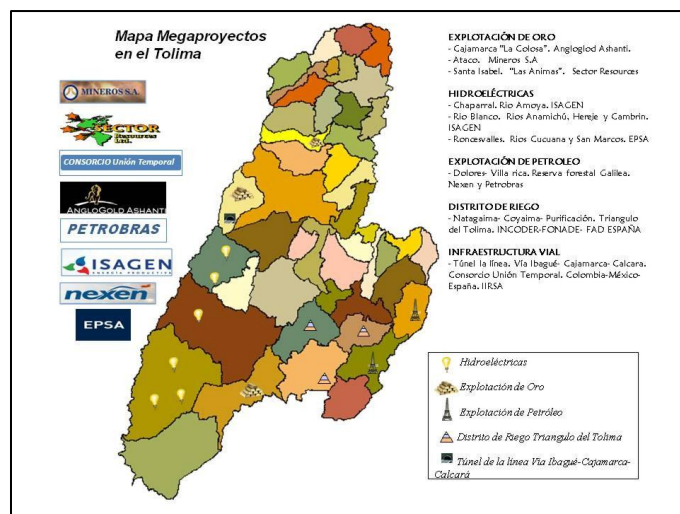 Mapa Megaproyectos
en el Tolima
MINEROS S.A.
SECTOR
Resources
Ltd.
CONSORCIO Unión Temporal
ANGLOGOLD ASHANTI
PETROBRAS
ISAGEN
ENERGÍA PRODUCTIVA
nexen
EPSA
EXPLOTACIÓN DE ORO
- Cajamarca "La Colosa". Angloglod Ashanti.
- Ataco. Mineros S.A
- Santa Isabel. "Las Animas". Sector Resources
HIDROELÉCTRICAS
- Chaparral. Rio Amoya. ISAGEN
- Rio Blanco. Rios Anamichú, Hereje y Cambrin.
ISAGEN
- Roncesvalles. Rios Cucuana y San Marcos. EPSA
EXPLOTACIÓN DE PETROLEO
- Dolores- Villa rica. Reserva forestal Galilea.
Nexen y Petrobras
DISTRITO DE RIEGO
- Natagaima- Coyaima- Purificación. Triangulo
del Tolima. INCODER-FONADE- FAD ESPAÑA
INFRAESTRUCTURA VIAL
- Túnel la línea. Vía Ibagué- Cajamarca- Calcara.
Consorcio Unión Temporal. Colombia-México-
España. IIRSA
Hidroeléctricas
Explotación de Oro
Explotación de Petróleo
Distrito de Riego Triangulo del Tolima
Túnel de la línea Via Ibagué-Cajamarca-
Calcará